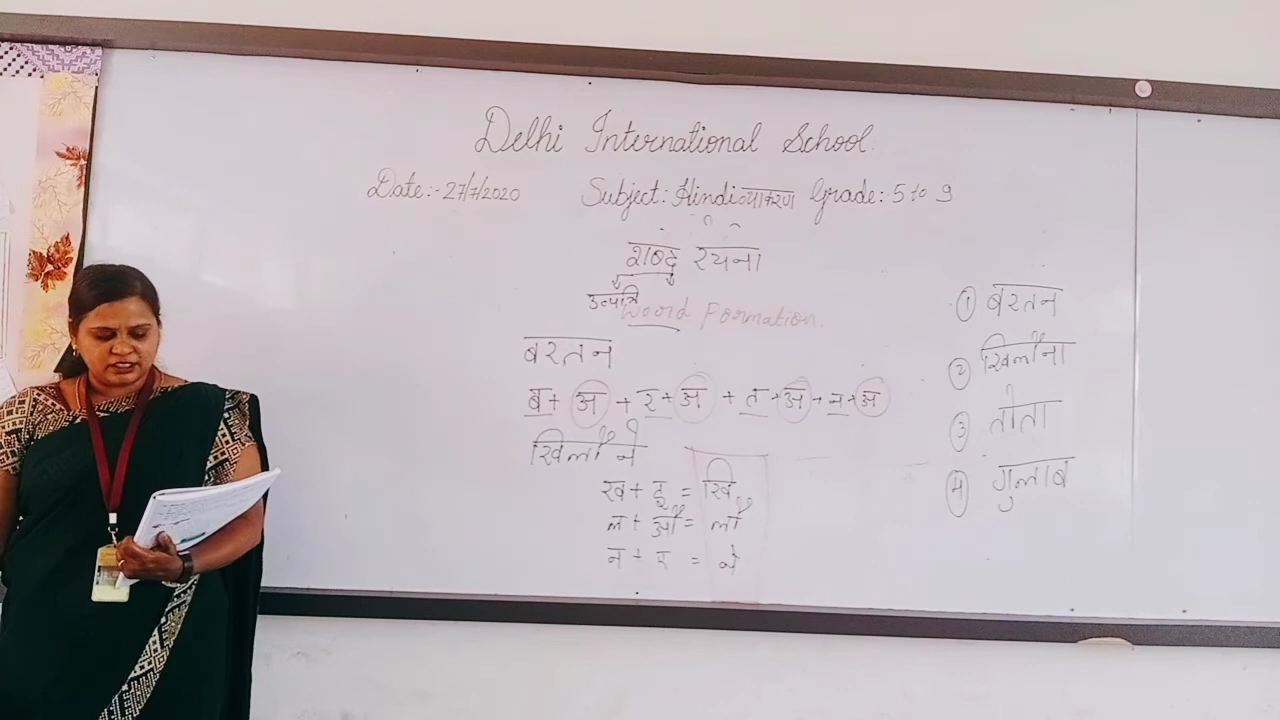 Delhi International School.
Date:- 27/7/2020 Subject: Hindi व्याकरण Grade: 5 to 9
शब्द रचना
उत्पत्ति
Woord Formation.
बरतन
ब + अ + र + अ + त + अ + न + अ
खिलौने
ख + इ = खि
ल + औ = लौ
न + ए = ने
① बरतन
② खिलौना
③ तोता
④ गुलाब